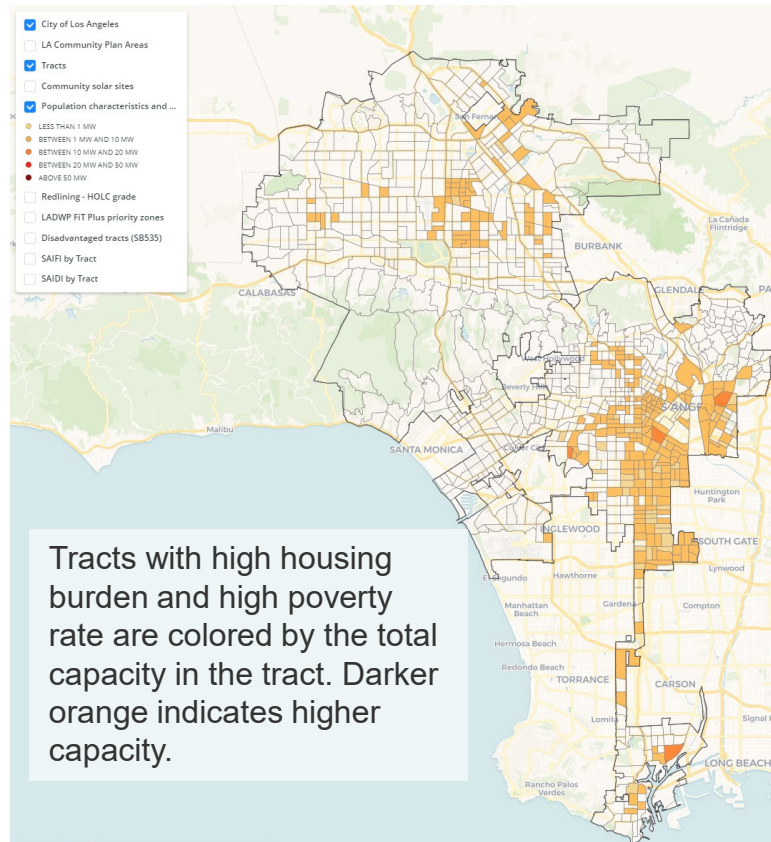 City of Los Angeles
LA Community Plan Areas
Tracts
Community solar sites
Population characteristics and ...
LESS THAN 1 MW
BETWEEN 1 MW AND 10 MW
BETWEEN 10 MW AND 20 MW
BETWEEN 20 MW AND 50 MW
ABOVE 50 MW
Redlining - HOLC grade
LADWP FiT Plus priority zones
Disadvantaged tracts (SB535)
SAIFI by Tract
SAIDI by Tract
San Fernan
La Cañada
Flintridge
BURBANK
CALABASAS
GLENDALE
PA
West Hollywood
Beverly Hills
S ANGE
Malibu
SANTA MONICA
Culver City
Huntington
Park
INGLEWOOD
SOUTH GATE
El Segundo
Hawthorne
Lynwood
Manhattan
Beach
Gardena
Compton
Hermosa Beach
Redondo Beach
TORRANCE
CARSON
Lomita
Signal H
LONG BEACH
Rancho Palos
Verdes
Tracts with high housing
burden and high poverty
rate are colored by the total
capacity in the tract. Darker
orange indicates higher
capacity.